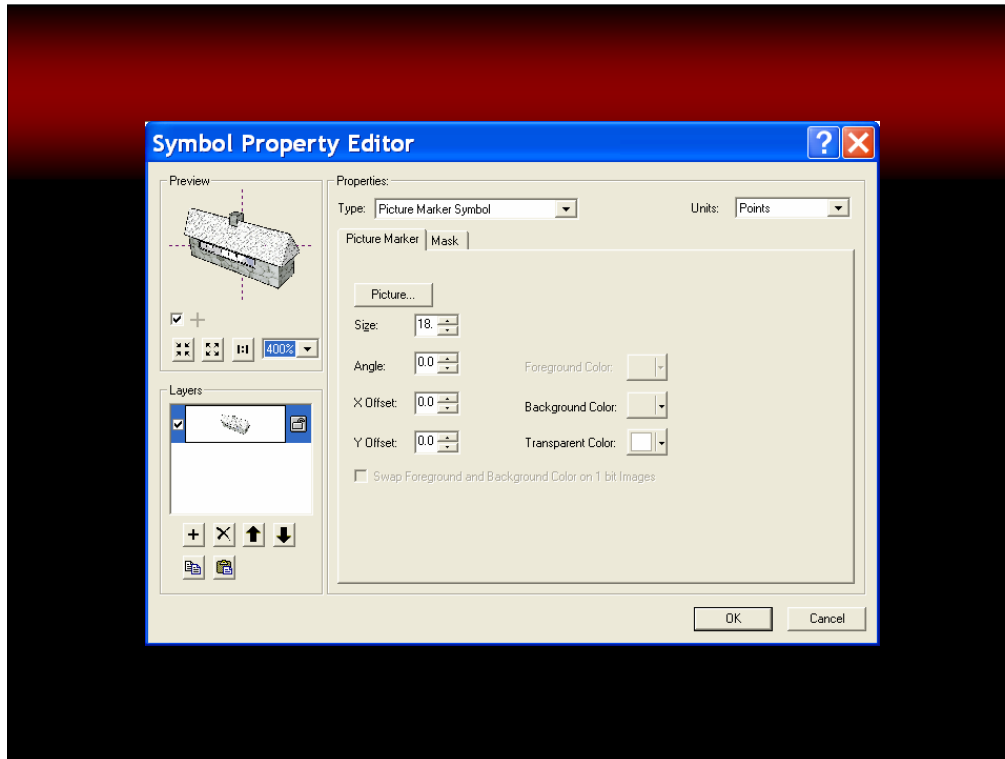 Symbol Property Editor
Preview
Properties:
Type: Picture Marker Symbol
Units: Points
Picture Marker
Mask
Picture...
Size: 18.
Angle: 0.0
Foreground Color:
X Offset: 0.0
Background Color:
Y Offset: 0.0
Transparent Color:
Swap Foreground and Background Color on 1 bit Images
1:1
400%
Layers
OK
Cancel